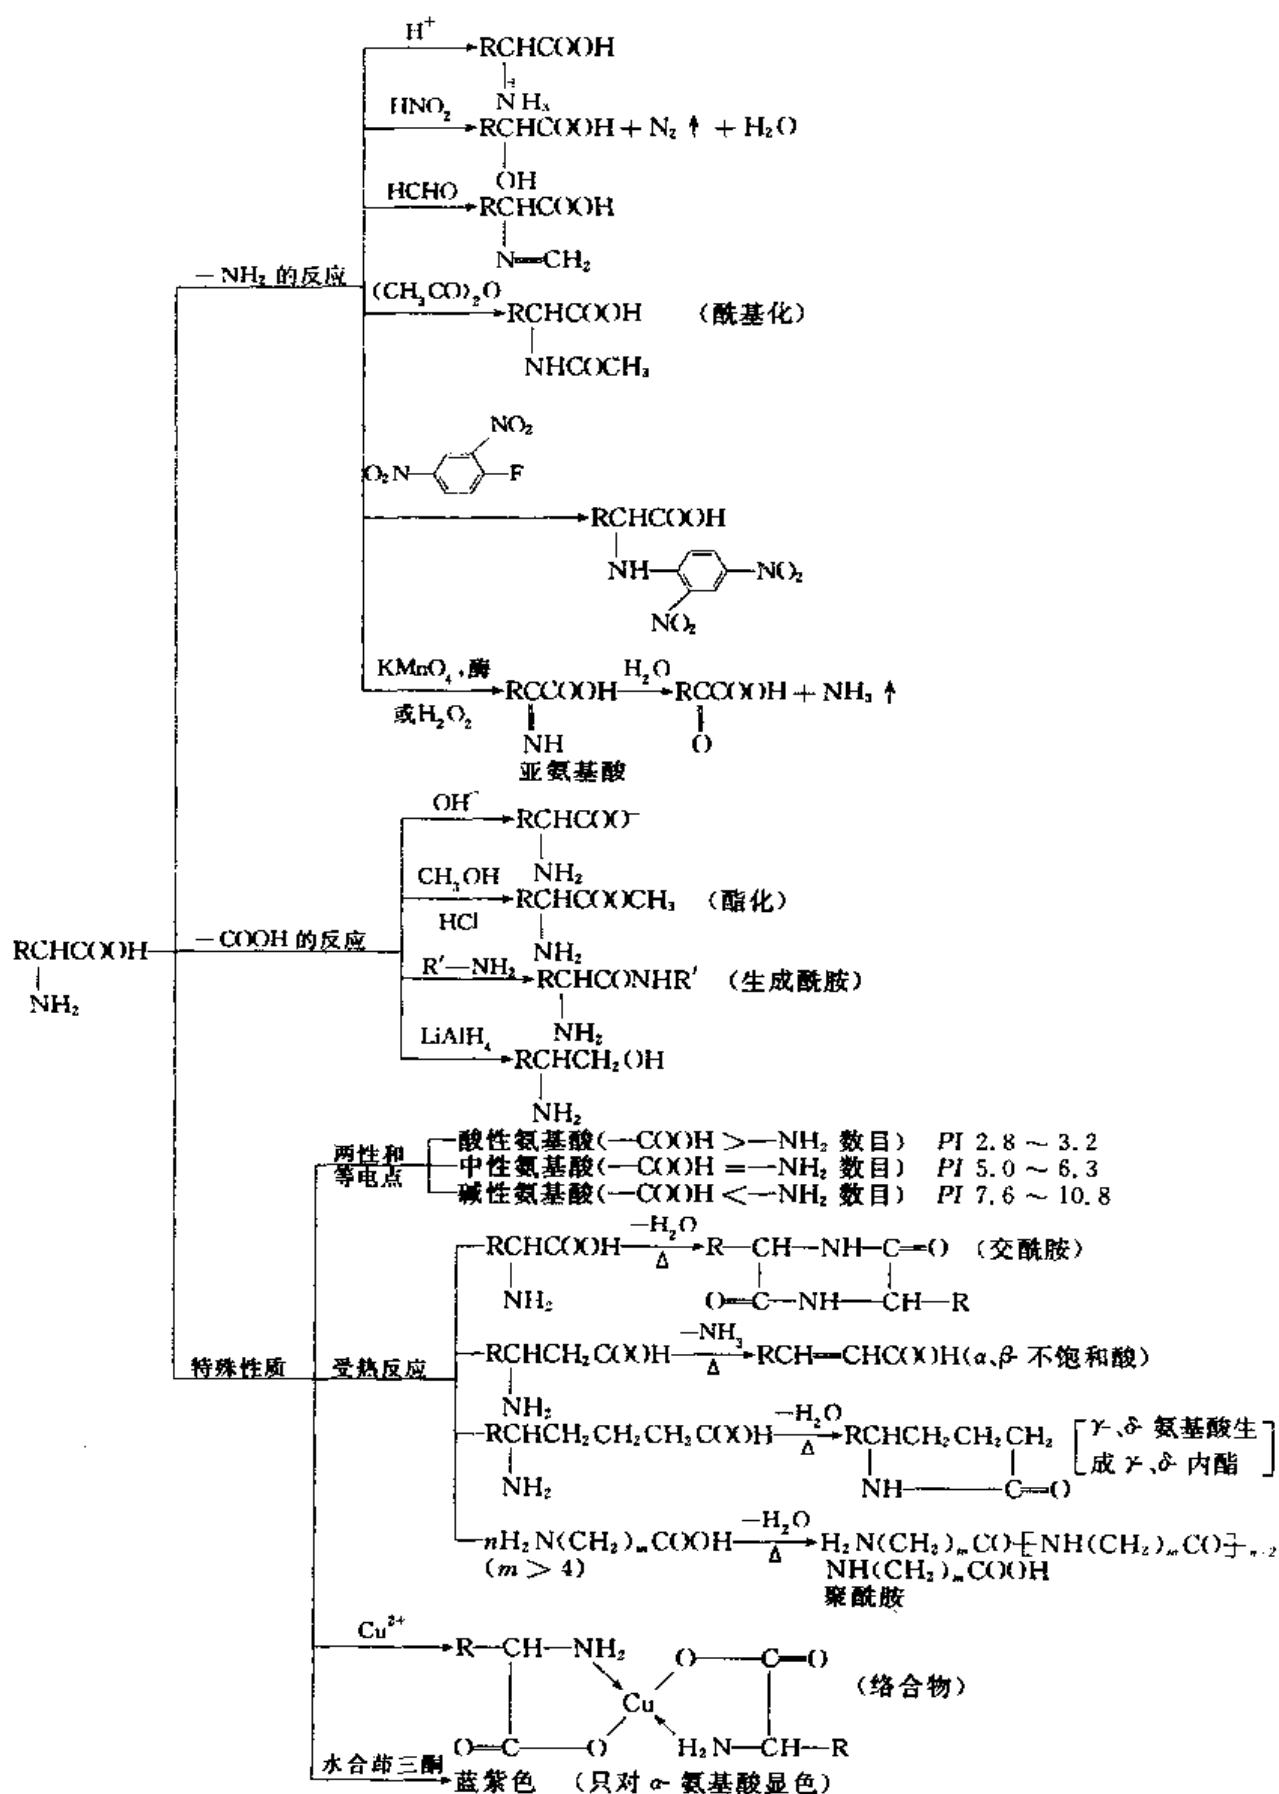 H⁺
RCHCOOH
NH₃
HNO₂
RCHCOOH + N₂ ↑ + H₂O
OH
HCHO
RCHCOOH
N═CH₂
—NH₂ 的反应
(CH₃CO)₂O
RCHCOOH （酰基化）
NHCOCH₃
NO₂
O₂N— —F
RCHCOOH
NH— —NO₂
NO₂
KMnO₄,酶
或H₂O₂
RCCOOH
H₂O
RCCOOH + NH₃ ↑
NH
O
亚氨基酸
OH⁻
RCHCOO⁻
NH₂
CH₃OH
HCl
RCHCOOCH₃ （酯化）
NH₂
RCHCOOH
NH₂
—COOH 的反应
R′—NH₂
RCHCONHR′ （生成酰胺）
NH₂
LiAlH₄
RCHCH₂OH
NH₂
两性和
等电点
酸性氨基酸(—COOH >—NH₂ 数目) PI 2.8 ~ 3.2
中性氨基酸(—COOH =—NH₂ 数目) PI 5.0 ~ 6.3
碱性氨基酸(—COOH <—NH₂ 数目) PI 7.6 ~ 10.8
RCHCOOH —H₂O Δ R—CH—NH—C═O （交酰胺）
NH₂ O═C—NH—CH—R
特殊性质
受热反应
RCHCH₂COOH —NH₃ Δ RCH═CHCOOH(α、β- 不饱和酸)
NH₂
RCHCH₂CH₂CH₂COOH —H₂O Δ RCHCH₂CH₂CH₂ [γ、δ- 氨基酸生
NH₂ NH—C═O 成 γ、δ- 内酯]
nH₂N(CH₂)ₘCOOH —H₂O Δ H₂N(CH₂)ₘCO[NH(CH₂)ₘCO]ₙ₋₂
(m > 4) NH(CH₂)ₘCOOH
聚酰胺
Cu²⁺
R—CH—NH₂ O—C═O
Cu （络合物）
O═C—O H₂N—CH—R
水合茚三酮
蓝紫色 （只对 α- 氨基酸显色）